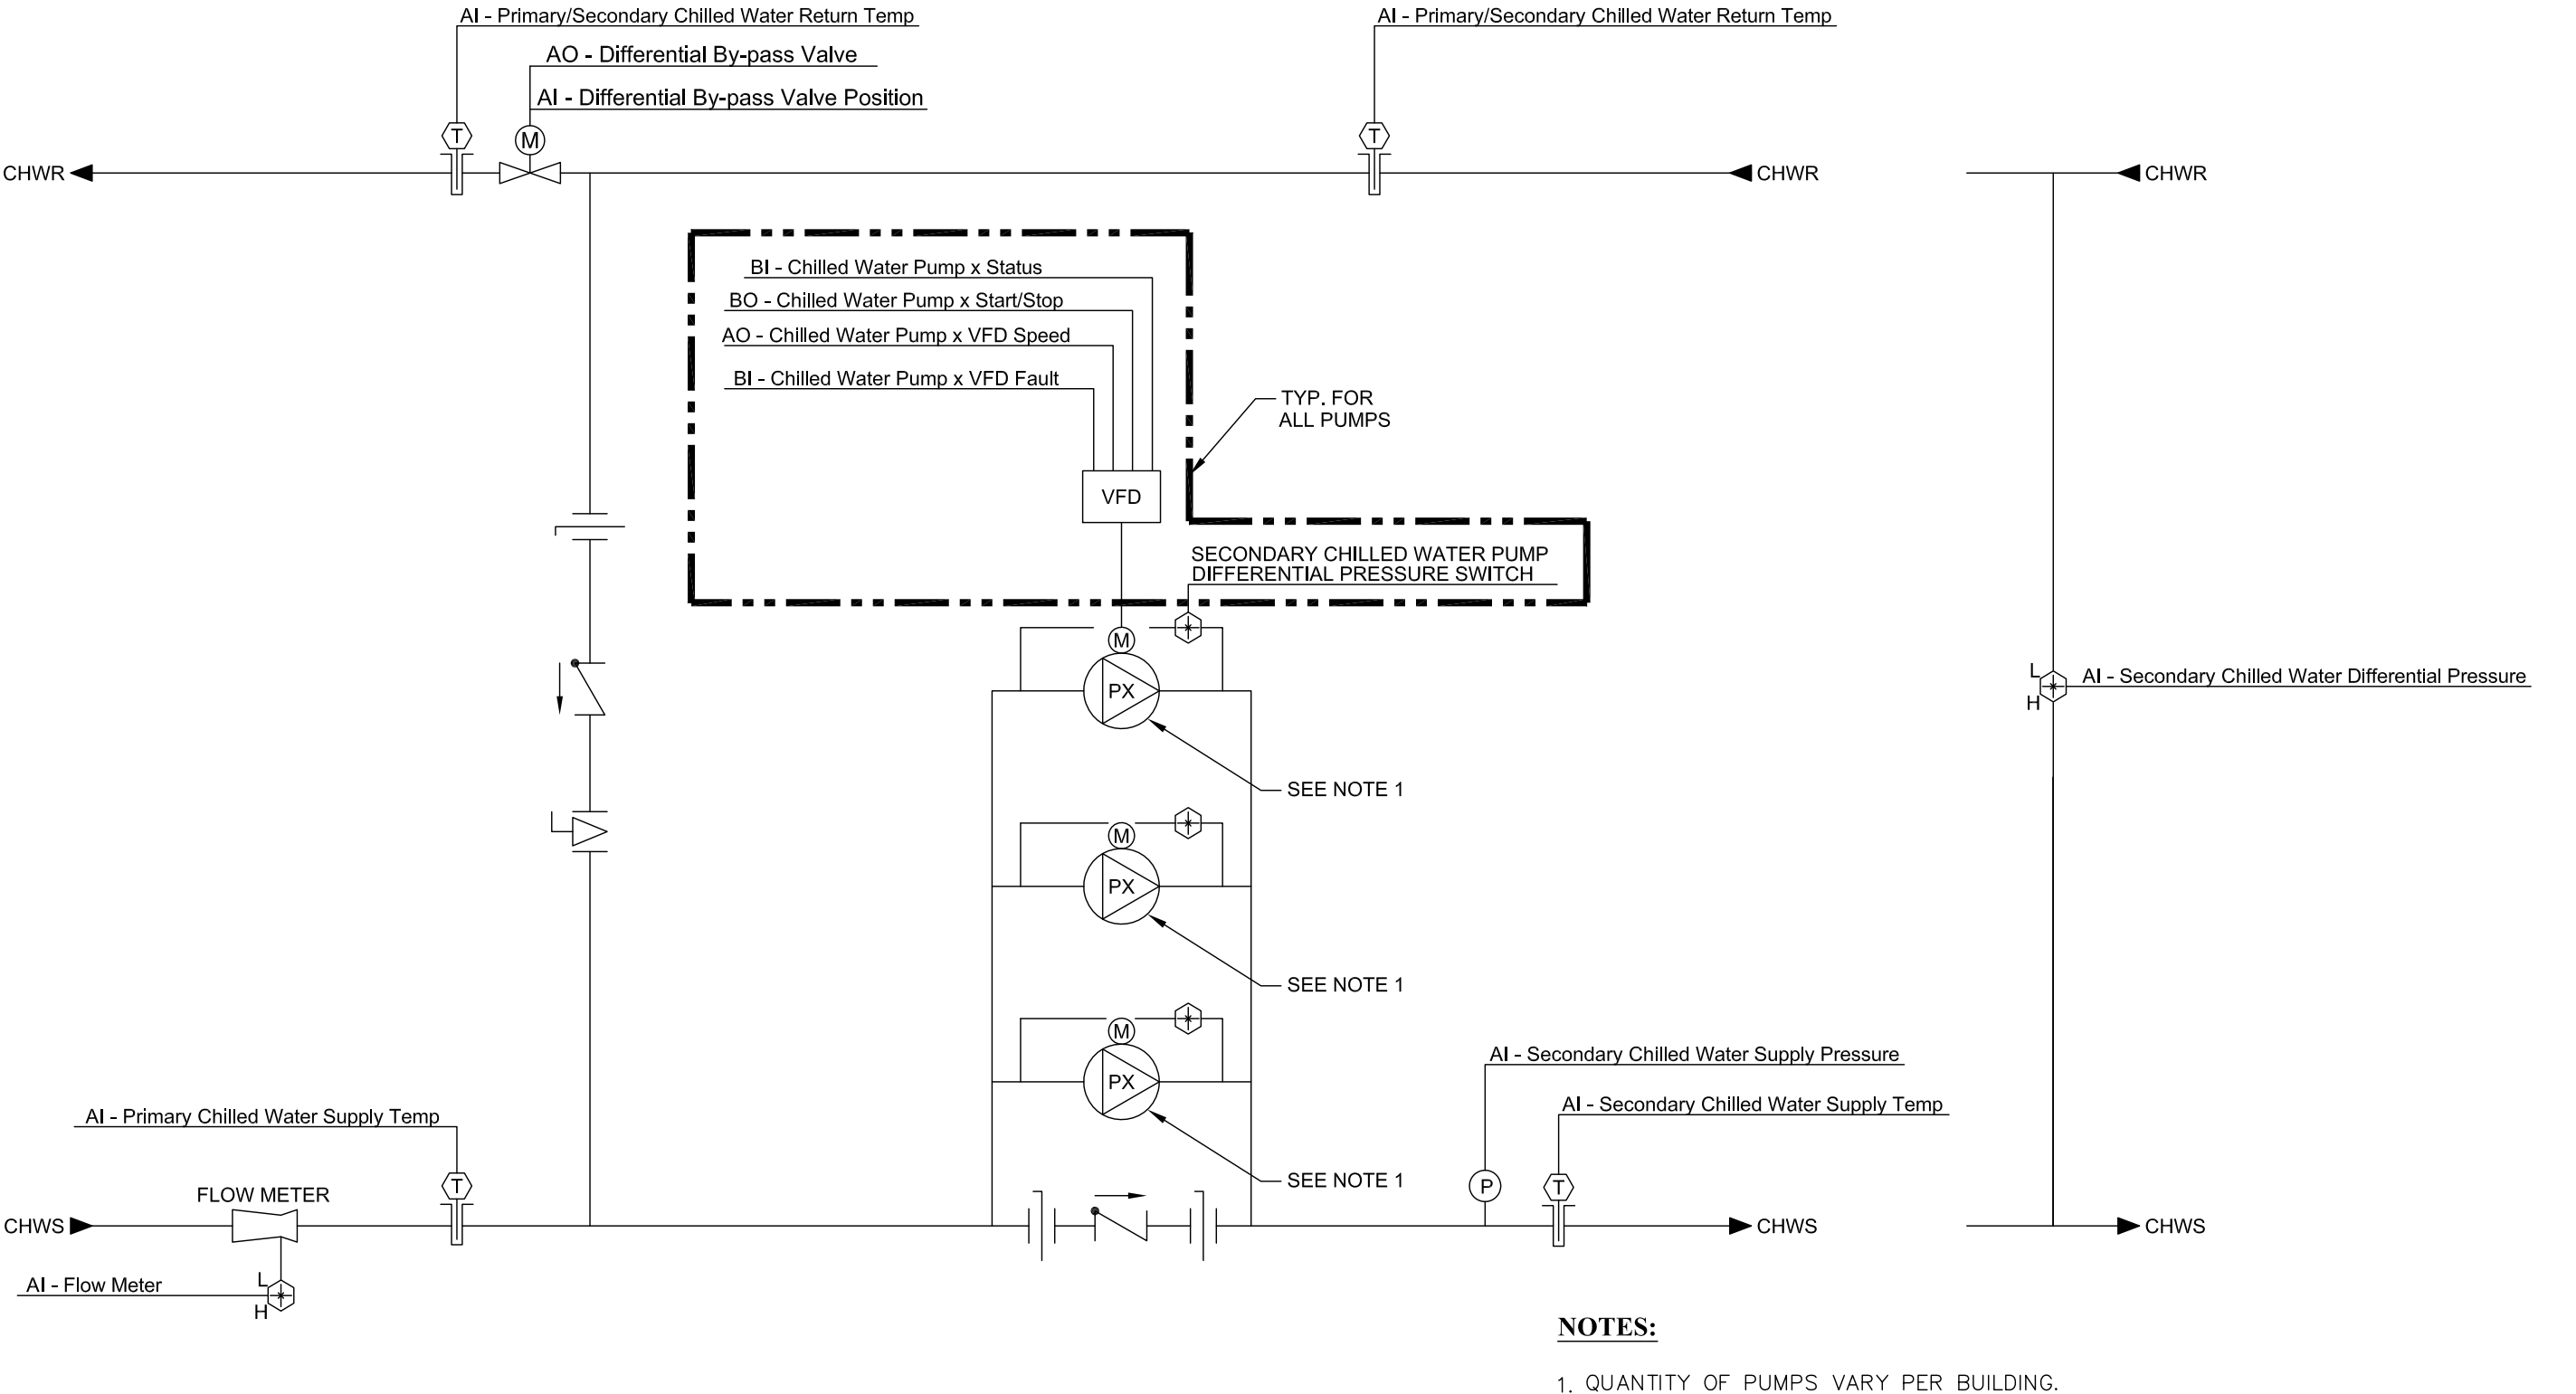 AI - Primary/Secondary Chilled Water Return Temp
AI - Primary/Secondary Chilled Water Return Temp
AO - Differential By-pass Valve
AI - Differential By-pass Valve Position
T
M
T
CHWR
CHWR
CHWR
BI - Chilled Water Pump x Status
BO - Chilled Water Pump x Start/Stop
AO - Chilled Water Pump x VFD Speed
BI - Chilled Water Pump x VFD Fault
TYP. FOR
ALL PUMPS
VFD
SECONDARY CHILLED WATER PUMP
DIFFERENTIAL PRESSURE SWITCH
M
PX
L
H
AI - Secondary Chilled Water Differential Pressure
SEE NOTE 1
M
PX
SEE NOTE 1
M
PX
SEE NOTE 1
AI - Secondary Chilled Water Supply Pressure
AI - Secondary Chilled Water Supply Temp
AI - Primary Chilled Water Supply Temp
FLOW METER
T
P
T
CHWS
CHWS
CHWS
AI - Flow Meter
L
H
NOTES:
1. QUANTITY OF PUMPS VARY PER BUILDING.